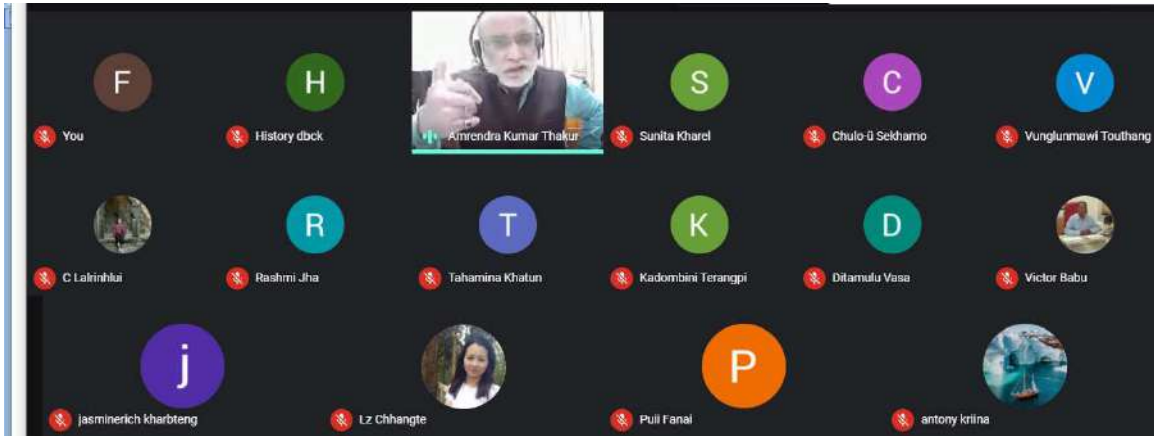 F H S C V
You History dbck Amrendra Kumar Thakur Sunita Kharel Chulo-ü Sekhamo Vunglunmawi Touthang
R T K D
C Lalrinhlui Rashmi Jha Tahamina Khatun Kadombini Terangpi Ditamulu Vasa Victor Babu
j P
jasminerich kharbteng Lz Chhangte Puii Fanai antony kriina